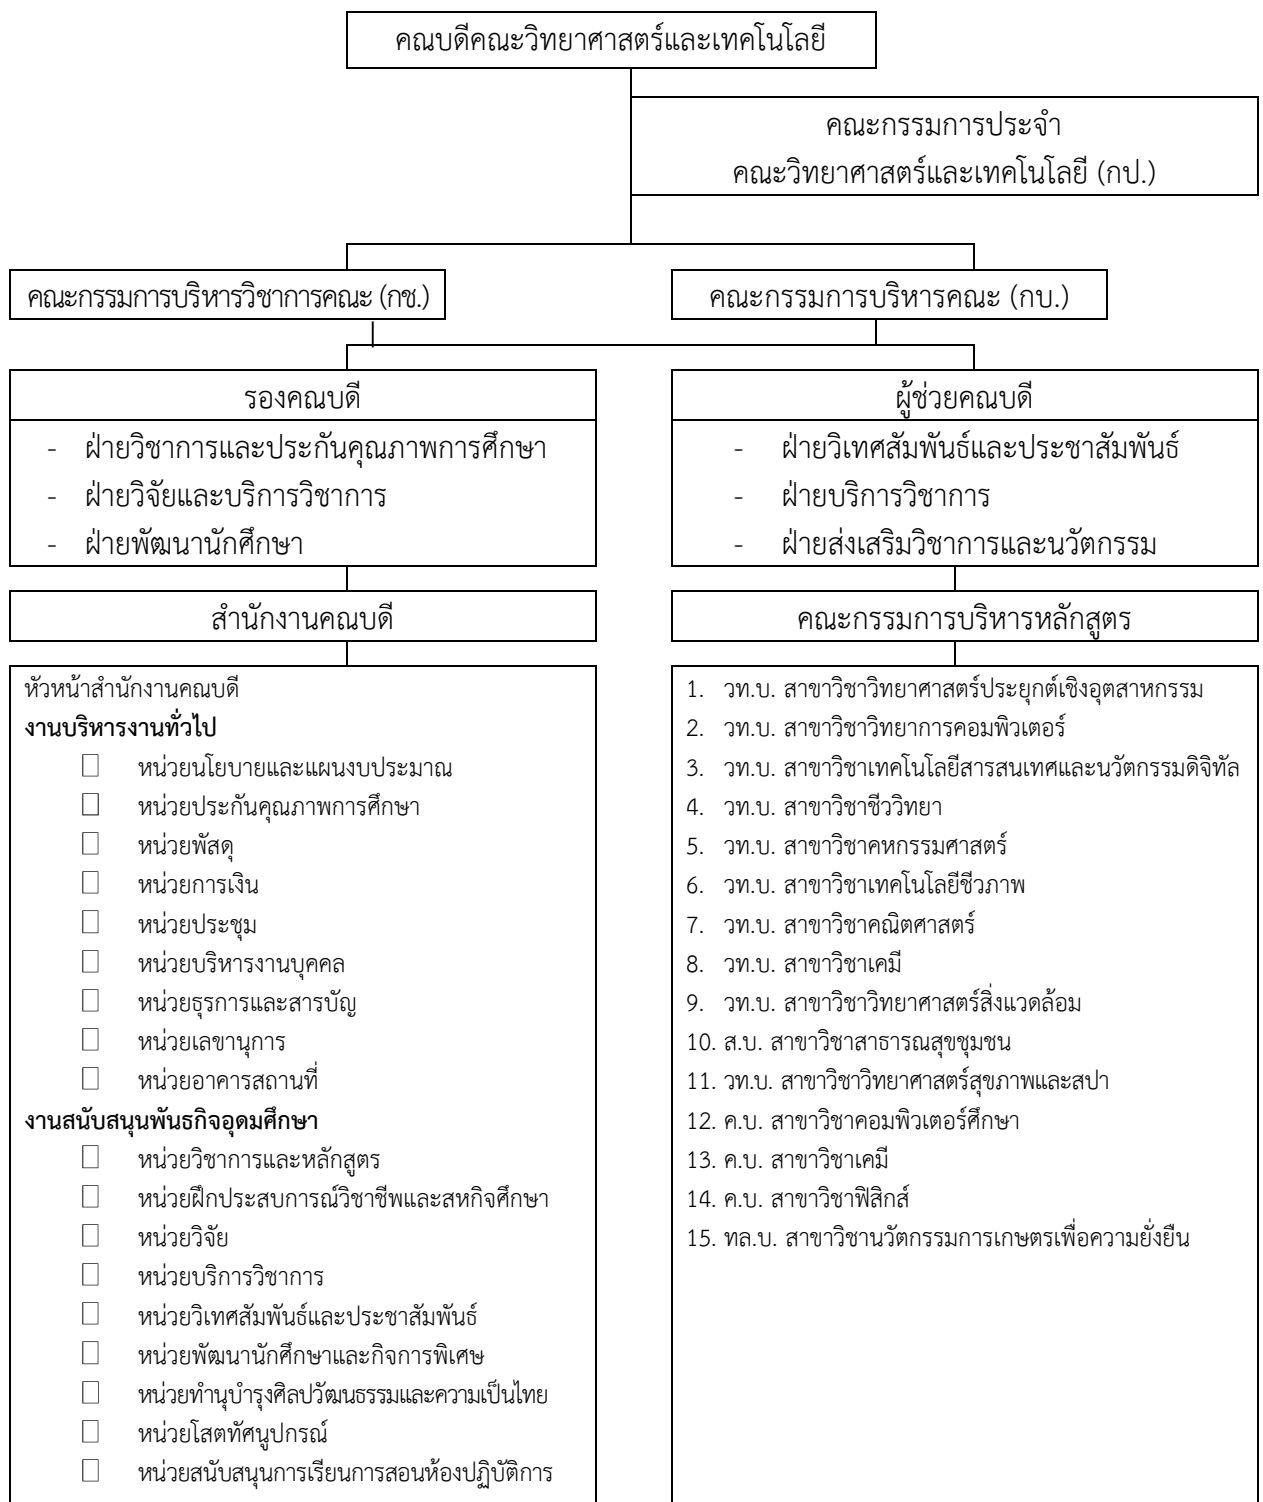 คณบดีคณะวิทยาศาสตร์และเทคโนโลยี
คณะกรรมการประจำ
คณะวิทยาศาสตร์และเทคโนโลยี (กป.)
คณะกรรมการบริหารวิชาการคณะ (กช.)
คณะกรรมการบริหารคณะ (กบ.)
รองคณบดี
- ฝ่ายวิชาการและประกันคุณภาพการศึกษา
- ฝ่ายวิจัยและบริการวิชาการ
- ฝ่ายพัฒนานักศึกษา
ผู้ช่วยคณบดี
- ฝ่ายวิเทศสัมพันธ์และประชาสัมพันธ์
- ฝ่ายบริการวิชาการ
- ฝ่ายส่งเสริมวิชาการและนวัตกรรม
สำนักงานคณบดี
คณะกรรมการบริหารหลักสูตร
หัวหน้าสำนักงานคณบดี
งานบริหารงานทั่วไป
หน่วยนโยบายและแผนงบประมาณ
หน่วยประกันคุณภาพการศึกษา
หน่วยพัสดุ
หน่วยการเงิน
หน่วยประชุม
หน่วยบริหารงานบุคคล
หน่วยธุรการและสารบัญ
หน่วยเลขานุการ
หน่วยอาคารสถานที่
งานสนับสนุนพันธกิจอุดมศึกษา
หน่วยวิชาการและหลักสูตร
หน่วยฝึกประสบการณ์วิชาชีพและสหกิจศึกษา
หน่วยวิจัย
หน่วยบริการวิชาการ
หน่วยวิเทศสัมพันธ์และประชาสัมพันธ์
หน่วยพัฒนานักศึกษาและกิจการพิเศษ
หน่วยทำนุบำรุงศิลปวัฒนธรรมและความเป็นไทย
หน่วยโสตทัศนูปกรณ์
หน่วยสนับสนุนการเรียนการสอนห้องปฏิบัติการ
1. วท.บ. สาขาวิชาวิทยาศาสตร์ประยุกต์เชิงอุตสาหกรรม
2. วท.บ. สาขาวิชาวิทยาการคอมพิวเตอร์
3. วท.บ. สาขาวิชาเทคโนโลยีสารสนเทศและนวัตกรรมดิจิทัล
4. วท.บ. สาขาวิชาชีววิทยา
5. วท.บ. สาขาวิชาคหกรรมศาสตร์
6. วท.บ. สาขาวิชาเทคโนโลยีชีวภาพ
7. วท.บ. สาขาวิชาคณิตศาสตร์
8. วท.บ. สาขาวิชาเคมี
9. วท.บ. สาขาวิชาวิทยาศาสตร์สิ่งแวดล้อม
10. ส.บ. สาขาวิชาสาธารณสุขชุมชน
11. วท.บ. สาขาวิชาวิทยาศาสตร์สุขภาพและสปา
12. ค.บ. สาขาวิชาคอมพิวเตอร์ศึกษา
13. ค.บ. สาขาวิชาเคมี
14. ค.บ. สาขาวิชาฟิสิกส์
15. ทล.บ. สาขาวิชานวัตกรรมการเกษตรเพื่อความยั่งยืน